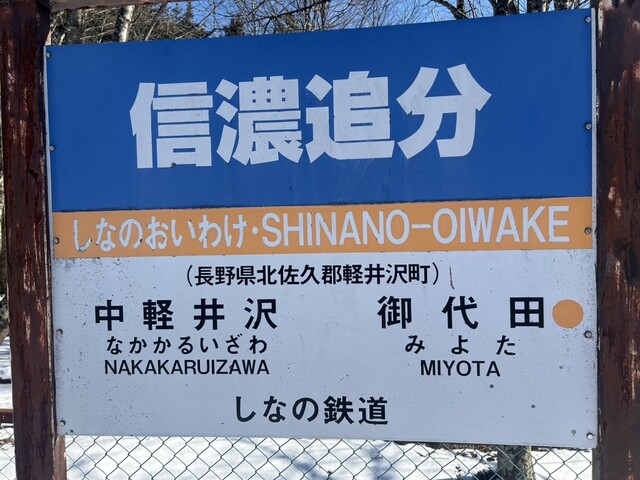 信濃追分
しなのおいわけ・SHINANO-OIWAKE
(長野県北佐久郡軽井沢町)
中軽井沢 御代田
なかかるいざわ みよた
NAKAKARUIZAWA MIYOTA
しなの鉄道